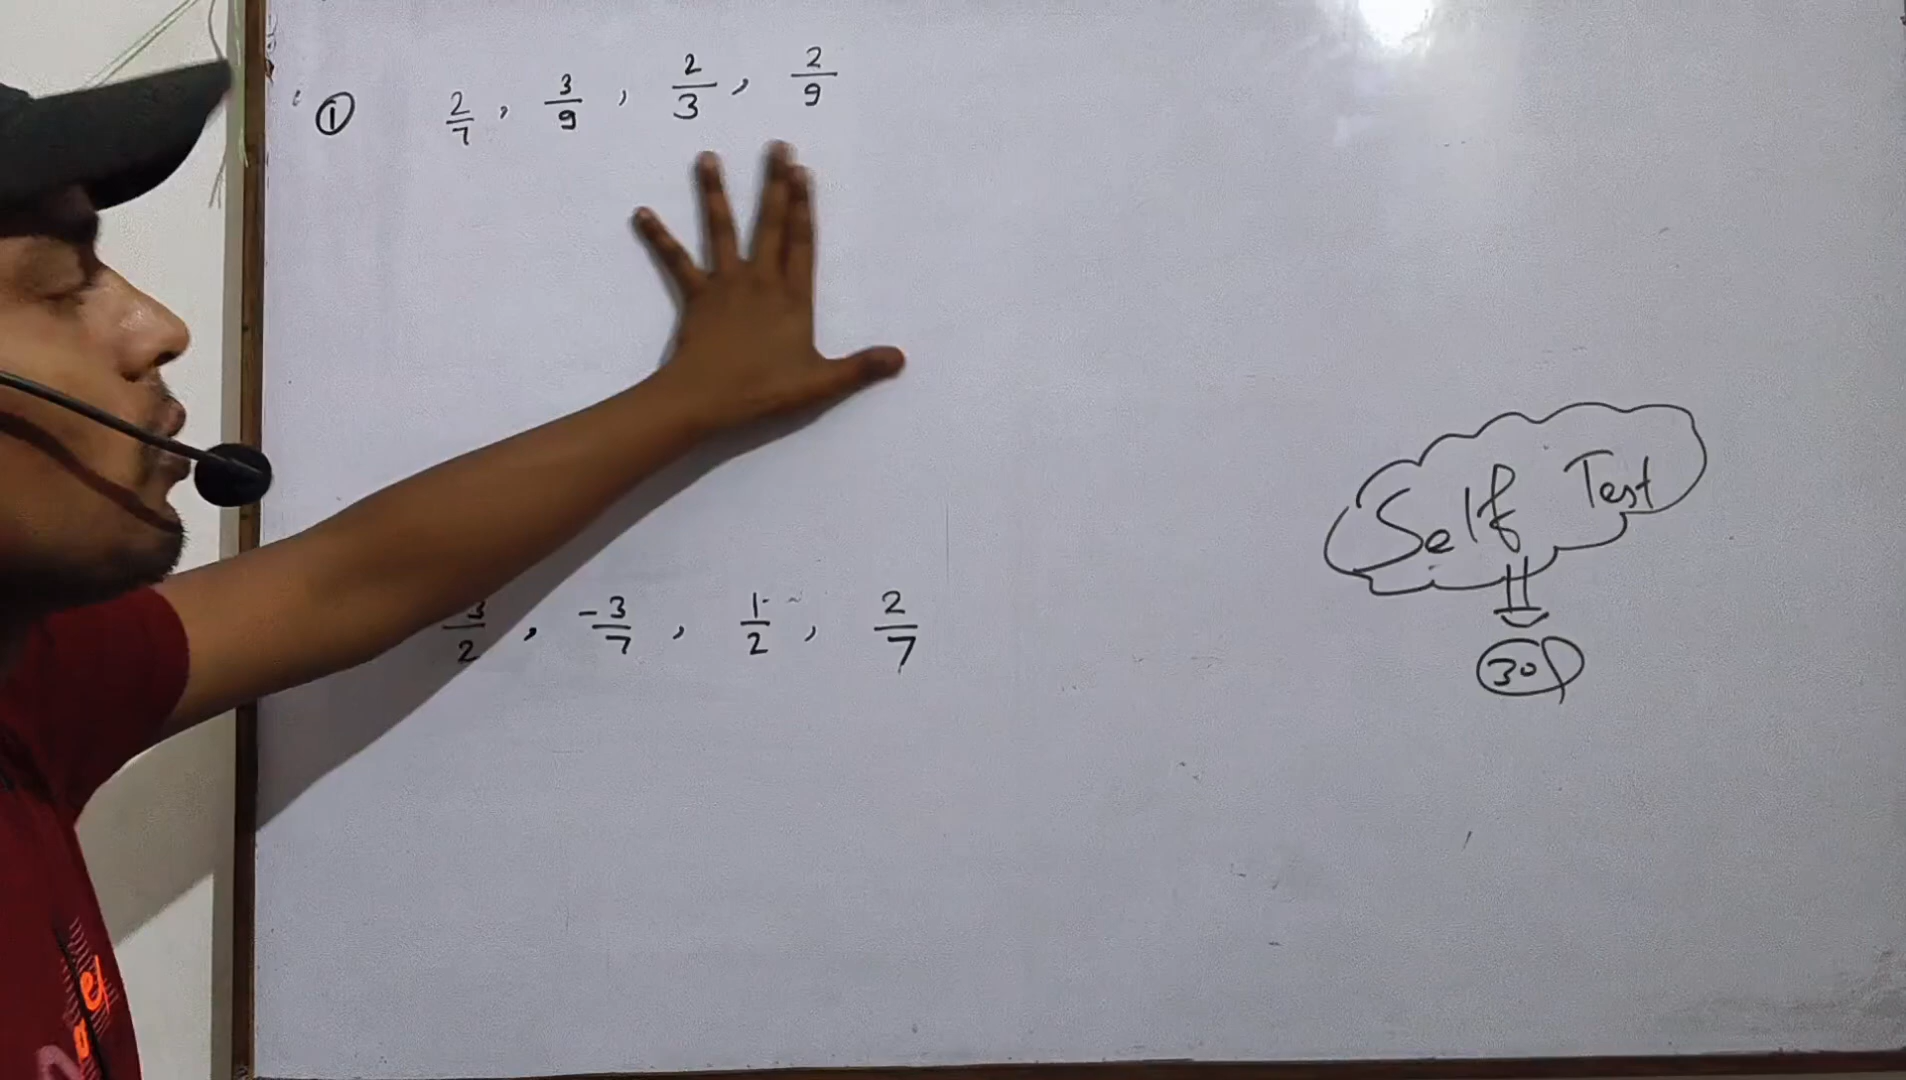 ① 2/7 , 3/9 , 2/3 , 2/9
3/2 , -3/7 , 1/2 , 2/7
Self Test
30